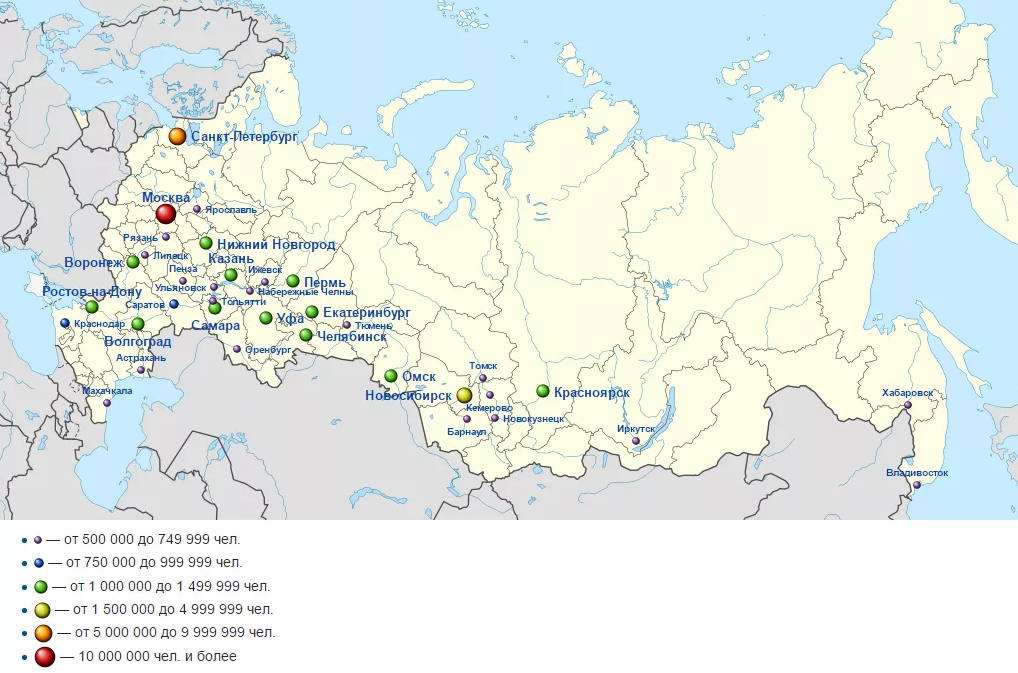 Санкт-Петербург
Москва
Ярославль
Рязань
Нижний Новгород
Липецк
Воронеж
Казань
Пенза
Ижевск
Ульяновск
Пермь
Набережные Челны
Ростов-на-Дону
Саратов
Тольятти
Екатеринбург
Краснодар
Самара
Уфа
Тюмень
Волгоград
Челябинск
Астрахань
Оренбург
Махачкала
Омск
Томск
Новосибирск
Красноярск
Кемерово
Новокузнецк
Барнаул
Иркутск
Хабаровск
Владивосток
— от 500 000 до 749 999 чел.
— от 750 000 до 999 999 чел.
— от 1 000 000 до 1 499 999 чел.
— от 1 500 000 до 4 999 999 чел.
— от 5 000 000 до 9 999 999 чел.
— 10 000 000 чел. и более